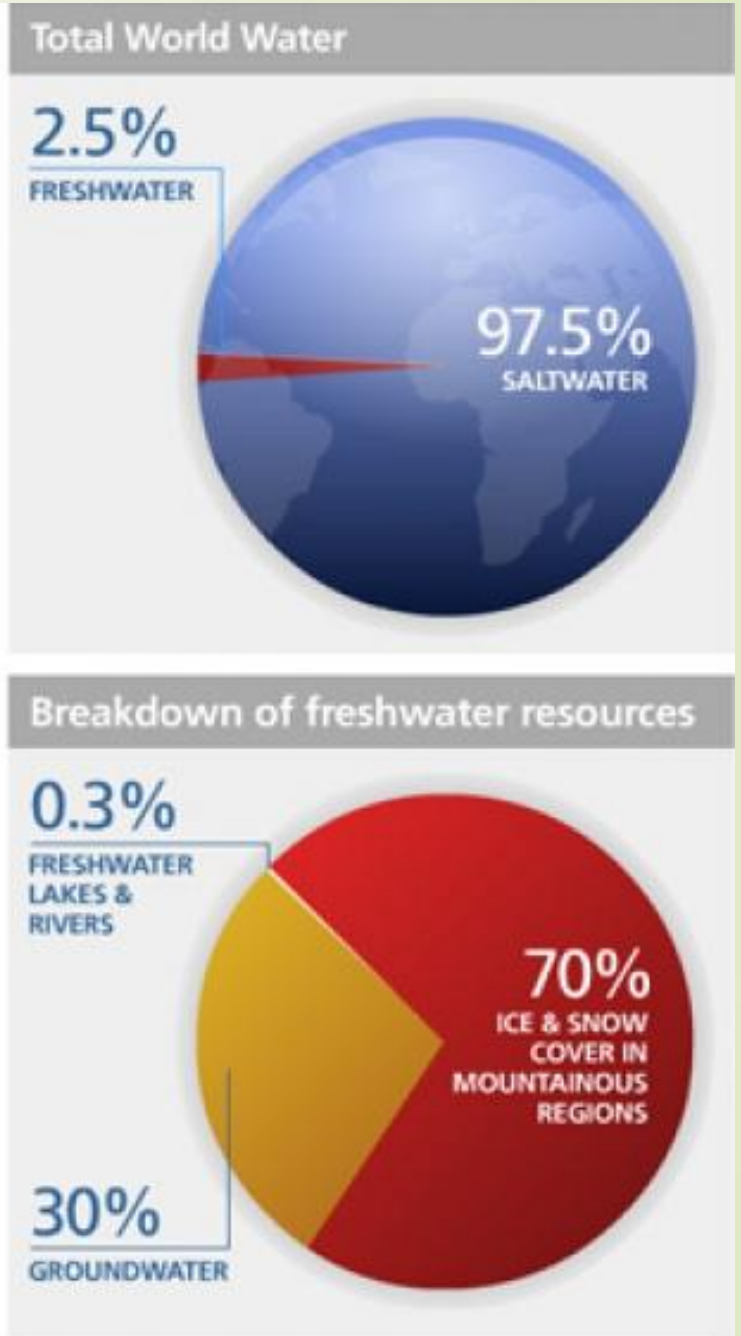 Total World Water
2.5%
FRESHWATER
97.5%
SALTWATER
Breakdown of freshwater resources
0.3%
FRESHWATER
LAKES &
RIVERS
70%
ICE & SNOW
COVER IN
MOUNTAINOUS
REGIONS
30%
GROUNDWATER